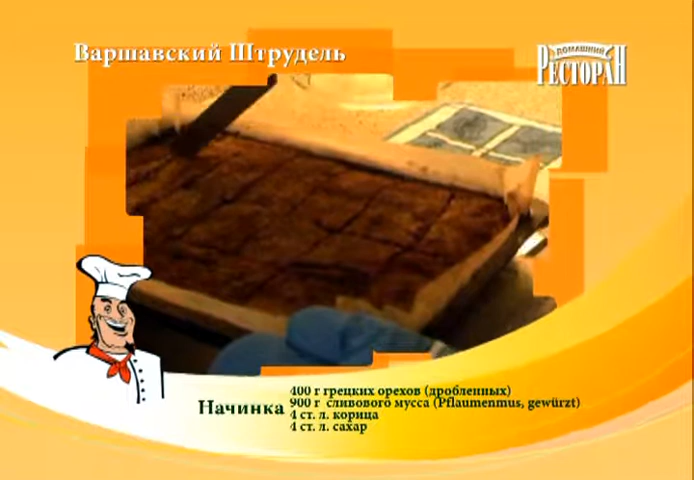 Варшавский Штрудель
ДОМАШНИЙ
РЕСТОРАН
Начинка
400 г грецких орехов (дробленных)
900 г сливового мусса (Pflaumenmus, gewürzt)
4 ст. л. корица
4 ст. л. сахар